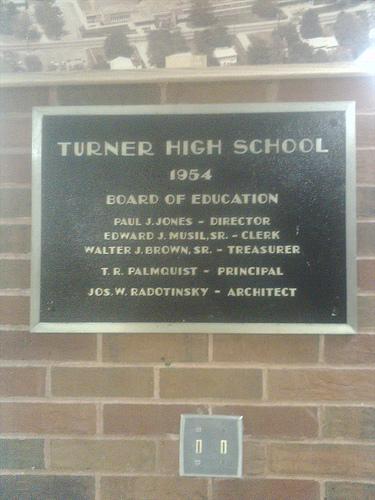 TURNER HIGH SCHOOL
1954
BOARD OF EDUCATION
PAUL J. JONES - DIRECTOR
EDWARD J. MUSIL, SR. - CLERK
WALTER J. BROWN, SR. - TREASURER
T. R. PALMQUIST - PRINCIPAL
JOS. W. RADOTINSKY - ARCHITECT